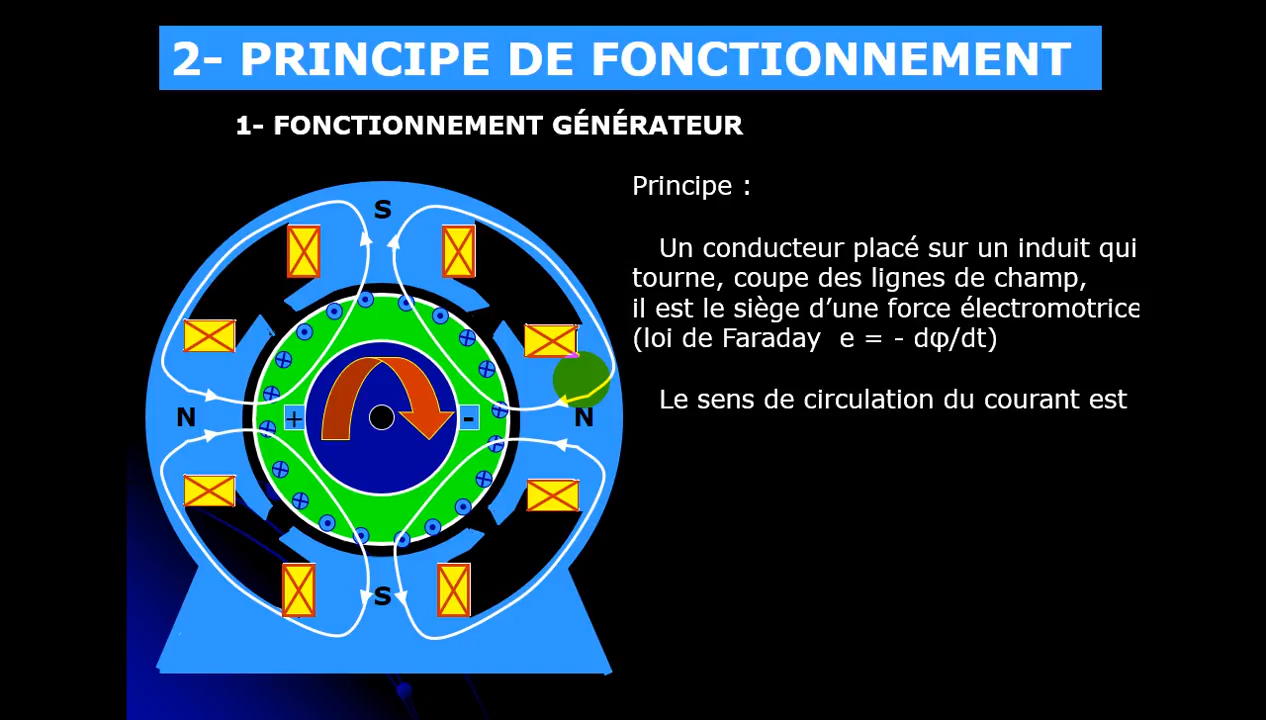 2- PRINCIPE DE FONCTIONNEMENT
1- FONCTIONNEMENT GÉNÉRATEUR
Principe :
Un conducteur placé sur un induit qui
tourne, coupe des lignes de champ,
il est le siège d’une force électromotrice
(loi de Faraday e = - dφ/dt)
Le sens de circulation du courant est
S
N
+
-
N
S